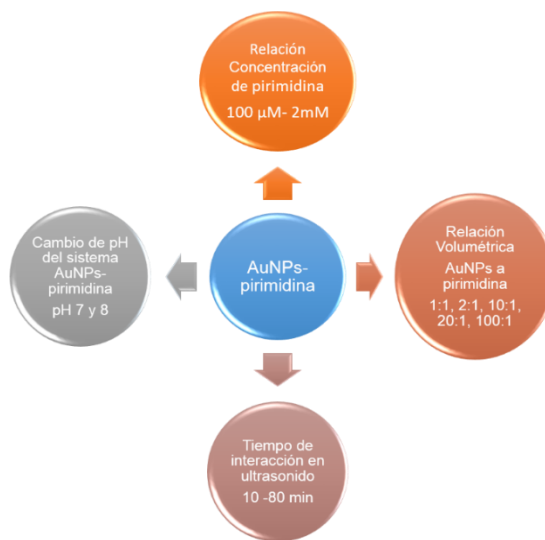 Relación
Concentración
de pirimidina
100 µM- 2mM
Cambio de pH
del sistema
AuNPs-
pirimidina
pH 7 y 8
AuNPs-
pirimidina
Relación
Volumétrica
AuNPs a
pirimidina
1:1, 2:1, 10:1,
20:1, 100:1
Tiempo de
interacción en
ultrasonido
10 -80 min